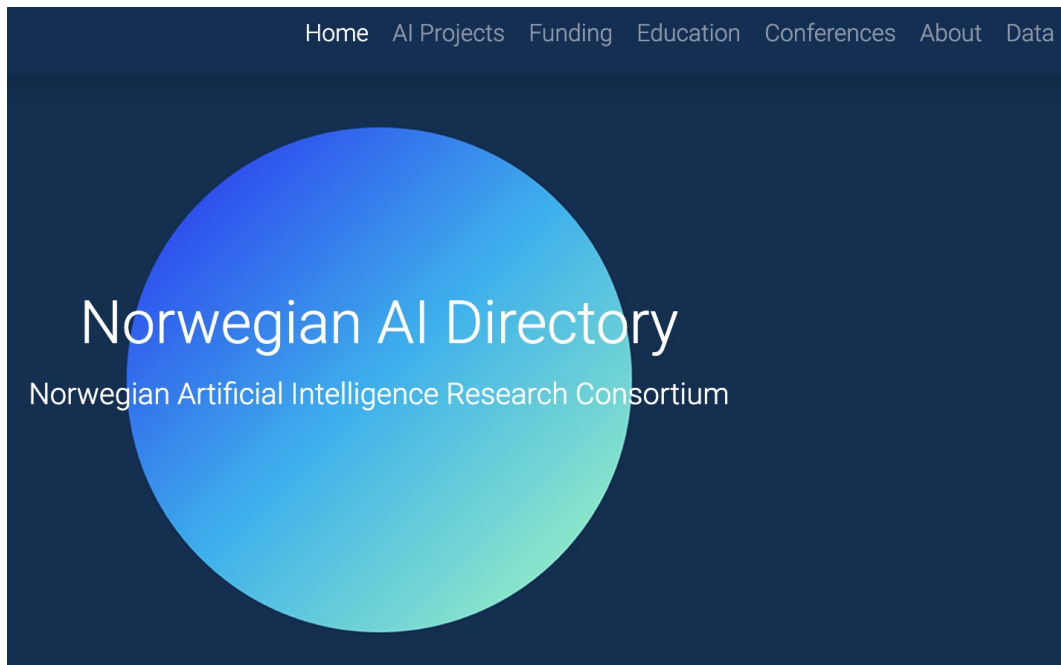 Home AI Projects Funding Education Conferences About Data
Norwegian AI Directory
Norwegian Artificial Intelligence Research Consortium